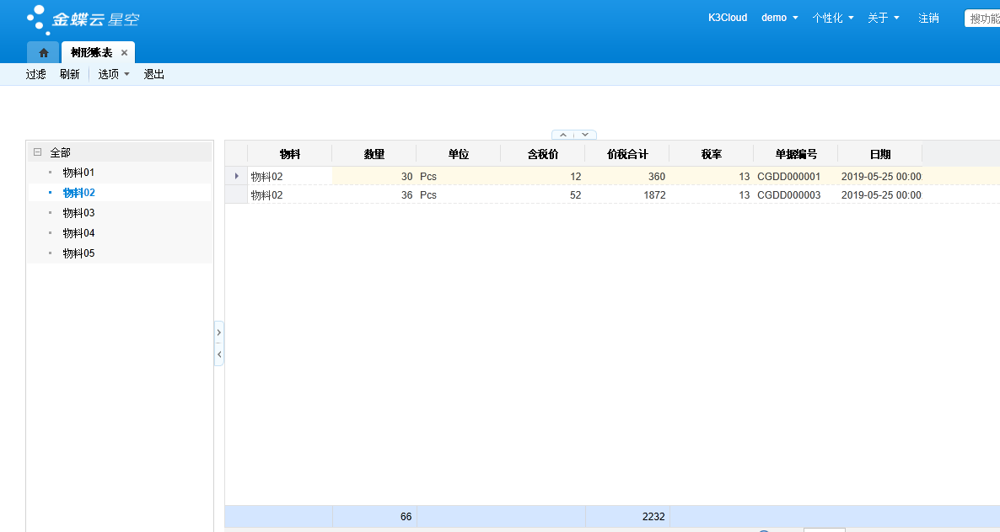 金蝶云 星空
K3Cloud demo 个性化 关于 注销 搜功能
树形账表
过滤 刷新 选项 退出
全部
物料01
物料02
物料03
物料04
物料05
物料 数量 单位 含税价 价税合计 税率 单据编号 日期
物料02 30 Pcs 12 360 13 CGDD000001 2019-05-25 00:00
物料02 36 Pcs 52 1872 13 CGDD000003 2019-05-25 00:00
66 2232